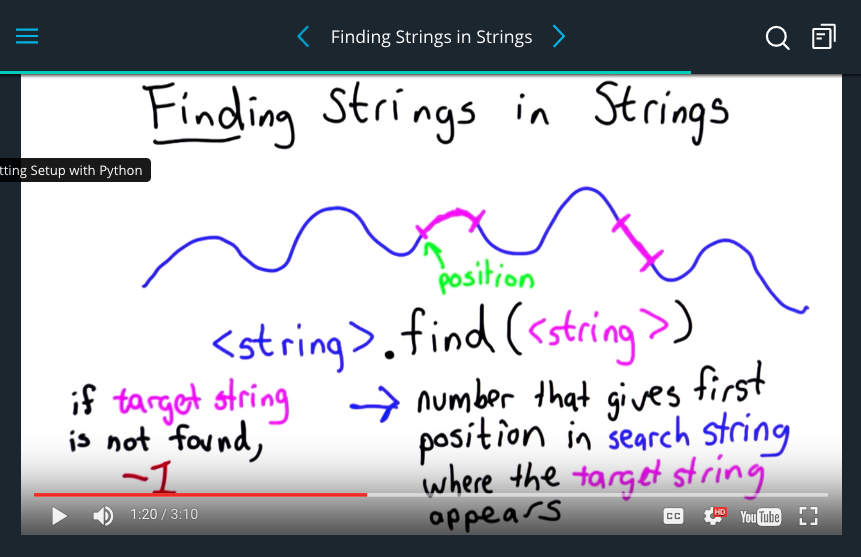 Finding Strings in Strings
Finding Strings in Strings
tting Setup with Python
position
<string>.find(<string>)
if target string
is not found,
-1
→ number that gives first
position in search string
where the target string
appears
1:20 / 3:10
CC
HD
YouTube